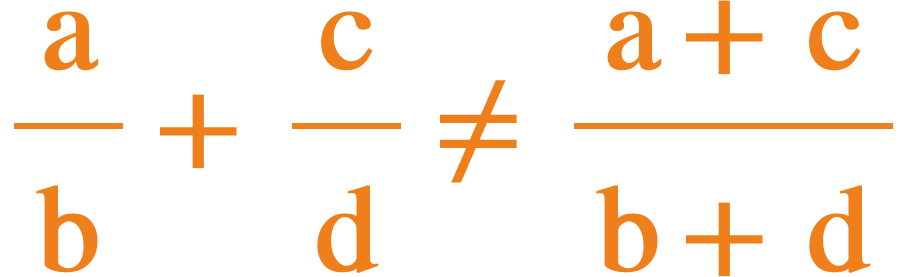 a/b + c/d ≠ (a + c)/(b + d)